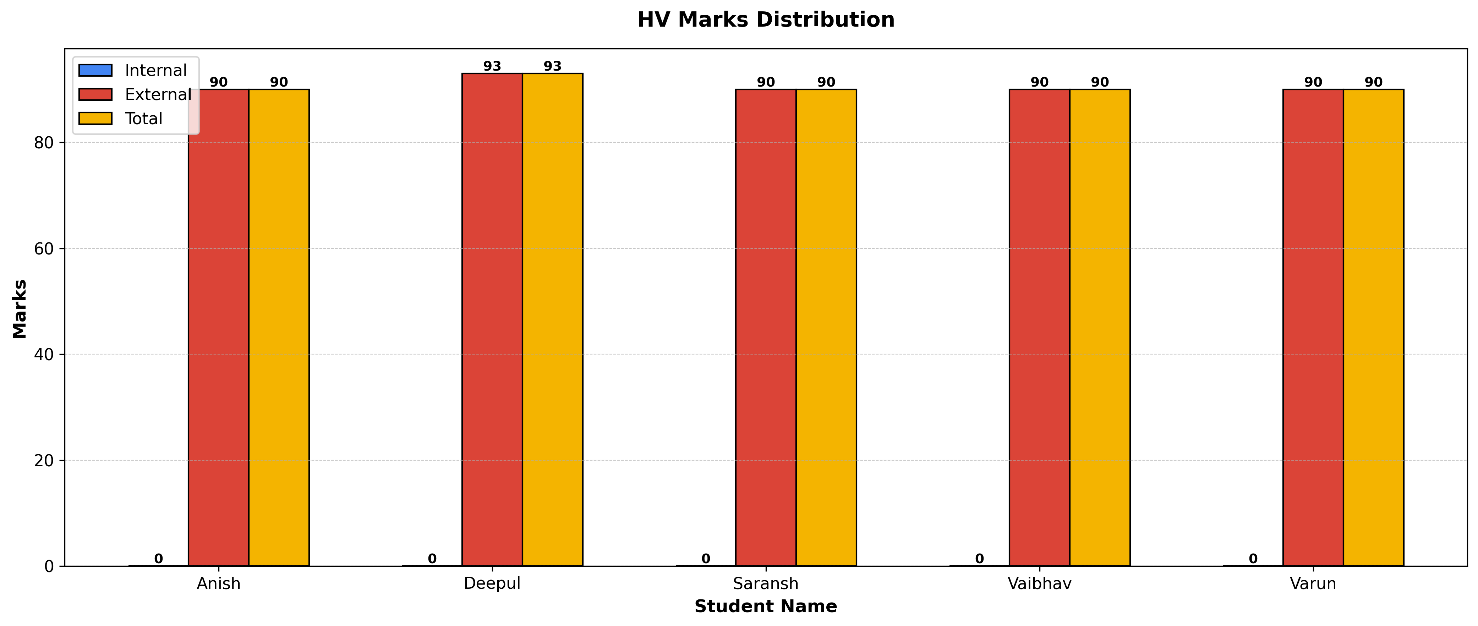 HV Marks Distribution
Internal
External
Total
90 90 93 93 90 90 90 90 90 90
80
60
40
20
0
0 0 0 0 0
Marks
Anish Deepul Saransh Vaibhav Varun
Student Name